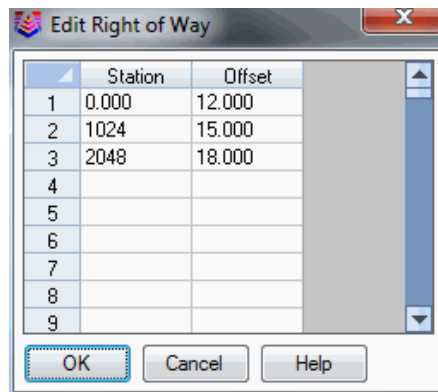 Edit Right of Way
Station Offset
1 0.000 12.000
2 1024 15.000
3 2048 18.000
4
5
6
7
8
9
OK Cancel Help